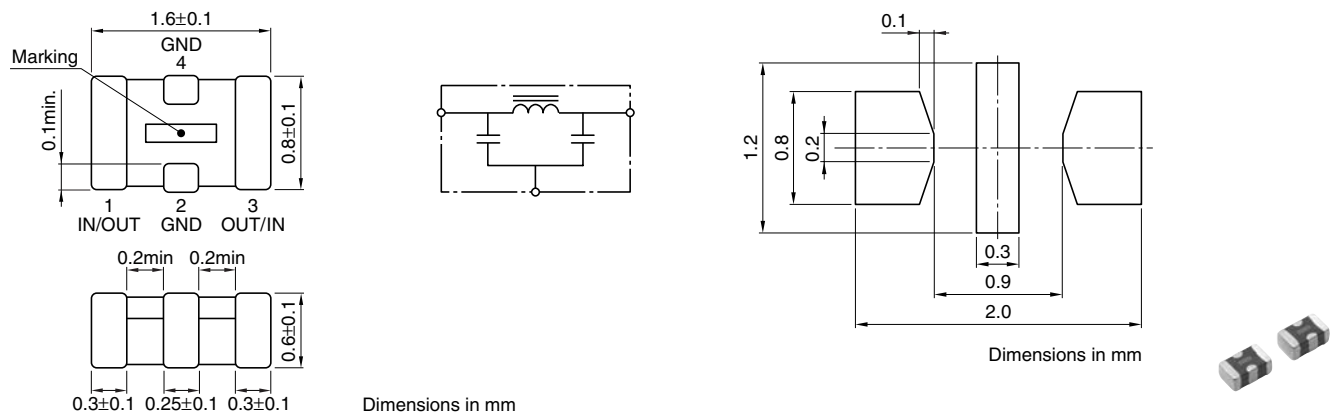 1.6±0.1
GND
4
Marking
0.1min.
0.8±0.1
1 2 3
IN/OUT GND OUT/IN
0.2min 0.2min
0.6±0.1
0.3±0.1 0.25±0.1 0.3±0.1
Dimensions in mm
0.1
1.2
0.8
0.2
0.3
0.9
2.0
Dimensions in mm